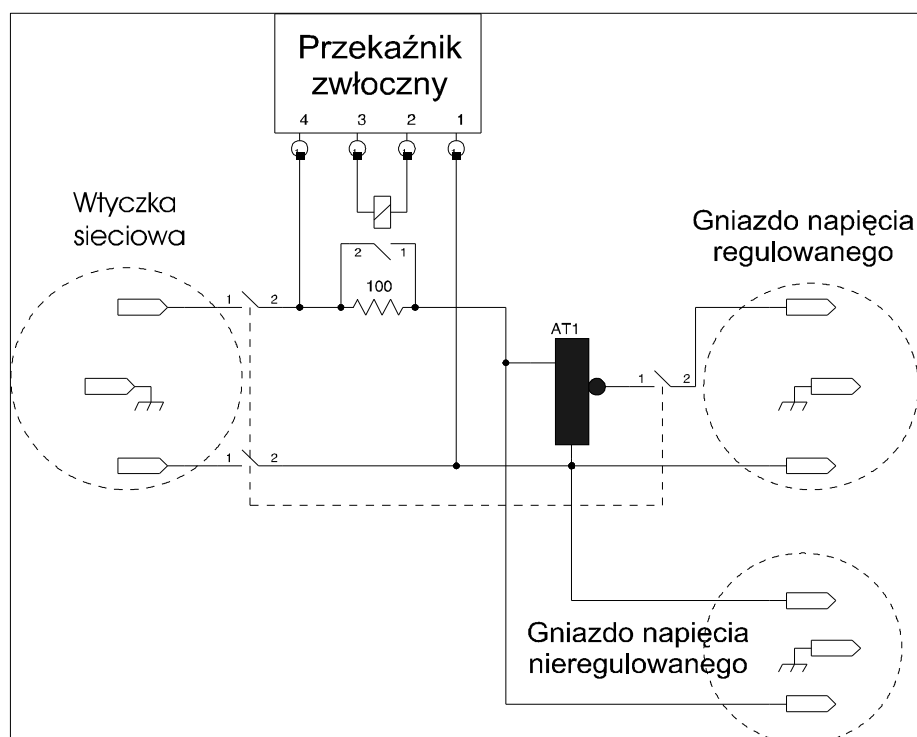 Przekaźnik
zwłoczny
4 3 2 1
Wtyczka
sieciowa
Gniazdo napięcia
regulowanego
2 1
100
1 2
AT1
1 2
1 2
Gniazdo napięcia
nieregulowanego